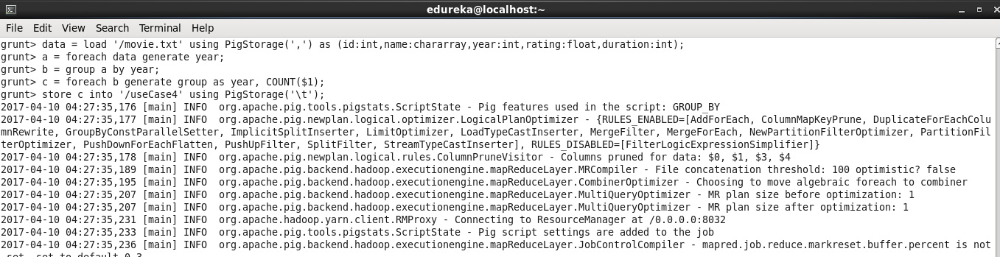 edureka@localhost:~
File Edit View Search Terminal Help
grunt> data = load '/movie.txt' using PigStorage(',') as (id:int,name:chararray,year:int,rating:float,duration:int);
grunt> a = foreach data generate year;
grunt> b = group a by year;
grunt> c = foreach b generate group as year, COUNT($1);
grunt> store c into '/useCase4' using PigStorage('\t');
2017-04-10 04:27:35,176 [main] INFO  org.apache.pig.tools.pigstats.ScriptState - Pig features used in the script: GROUP_BY
2017-04-10 04:27:35,177 [main] INFO  org.apache.pig.newplan.logical.optimizer.LogicalPlanOptimizer - {RULES_ENABLED=[AddForEach, ColumnMapKeyPrune, DuplicateForEachColu
mnRewrite, GroupByConstParallelSetter, ImplicitSplitInserter, LimitOptimizer, LoadTypeCastInserter, MergeFilter, MergeForEach, NewPartitionFilterOptimizer, PartitionFil
terOptimizer, PushDownForEachFlatten, PushUpFilter, SplitFilter, StreamTypeCastInserter], RULES_DISABLED=[FilterLogicExpressionSimplifier]}
2017-04-10 04:27:35,178 [main] INFO  org.apache.pig.newplan.logical.rules.ColumnPruneVisitor - Columns pruned for data: $0, $1, $3, $4
2017-04-10 04:27:35,189 [main] INFO  org.apache.pig.backend.hadoop.executionengine.mapReduceLayer.MRCompiler - File concatenation threshold: 100 optimistic? false
2017-04-10 04:27:35,195 [main] INFO  org.apache.pig.backend.hadoop.executionengine.mapReduceLayer.CombinerOptimizer - Choosing to move algebraic foreach to combiner
2017-04-10 04:27:35,207 [main] INFO  org.apache.pig.backend.hadoop.executionengine.mapReduceLayer.MultiQueryOptimizer - MR plan size before optimization: 1
2017-04-10 04:27:35,207 [main] INFO  org.apache.pig.backend.hadoop.executionengine.mapReduceLayer.MultiQueryOptimizer - MR plan size after optimization: 1
2017-04-10 04:27:35,231 [main] INFO  org.apache.hadoop.yarn.client.RMProxy - Connecting to ResourceManager at /0.0.0.0:8032
2017-04-10 04:27:35,233 [main] INFO  org.apache.pig.tools.pigstats.ScriptState - Pig script settings are added to the job
2017-04-10 04:27:35,236 [main] INFO  org.apache.pig.backend.hadoop.executionengine.mapReduceLayer.JobControlCompiler - mapred.job.reduce.markreset.buffer.percent is not
set, set to default 0.3